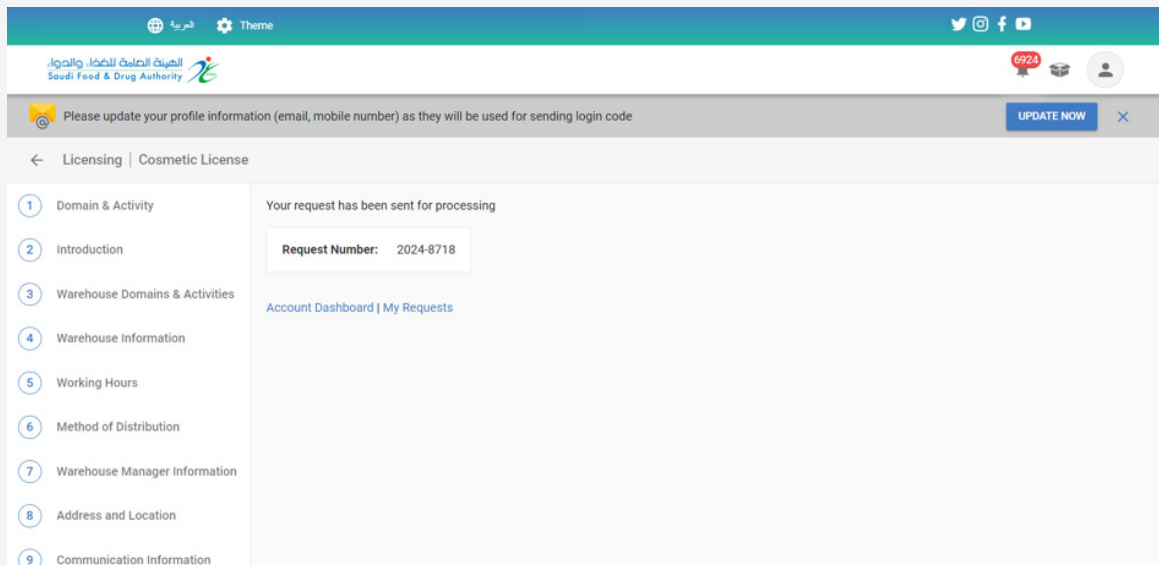 العربية Theme
6924
الهيئة العامة للغذاء والدواء
Saudi Food & Drug Authority
Please update your profile information (email, mobile number) as they will be used for sending login code
UPDATE NOW
Licensing | Cosmetic License
1 Domain & Activity
2 Introduction
3 Warehouse Domains & Activities
4 Warehouse Information
5 Working Hours
6 Method of Distribution
7 Warehouse Manager Information
8 Address and Location
9 Communication Information
Your request has been sent for processing
Request Number: 2024-8718
Account Dashboard | My Requests